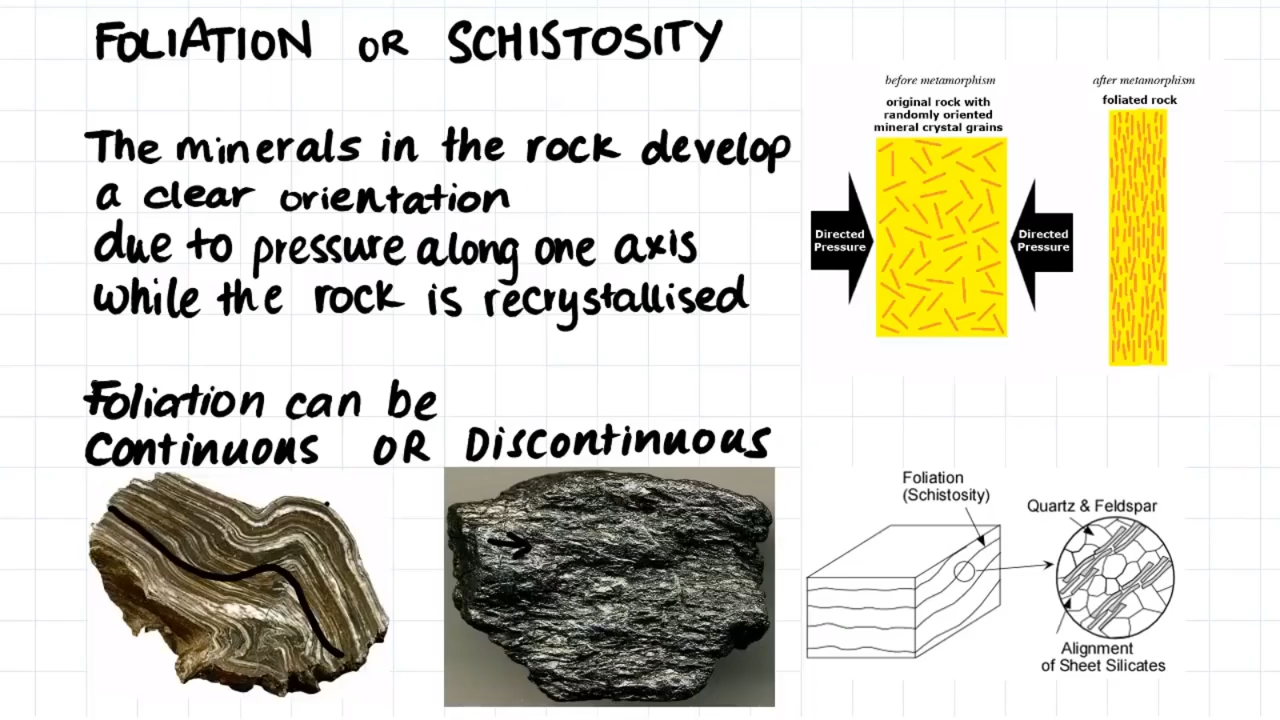 FOLIATION OR SCHISTOSITY
The minerals in the rock develop
a clear orientation
due to pressure along one axis
while the rock is recrystallised
before metamorphism
original rock with
randomly oriented
mineral crystal grains
Directed
Pressure
Directed
Pressure
after metamorphism
foliated rock
Foliation can be
Continuous OR Discontinuous
Foliation
(Schistosity)
Quartz & Feldspar
Alignment
of Sheet Silicates